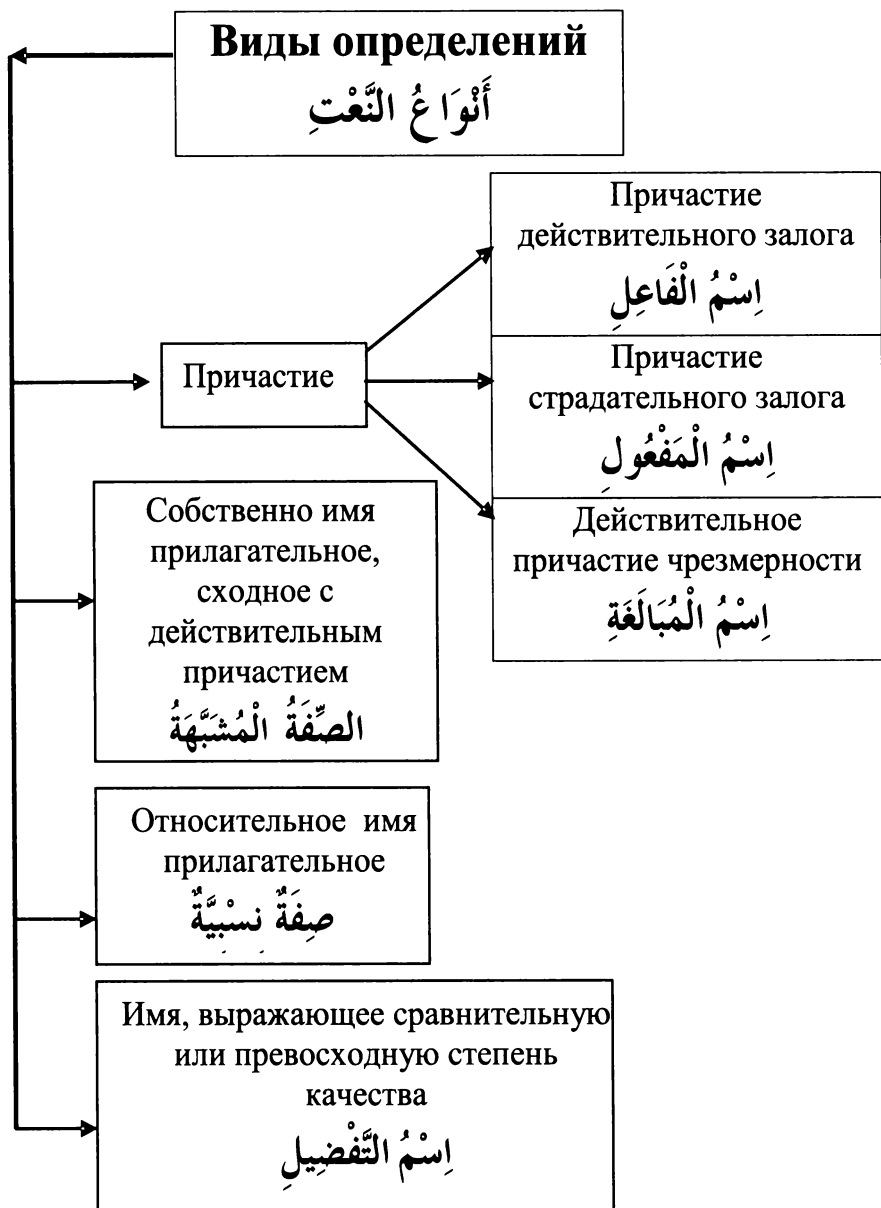 Виды определений
أَنْوَاعُ النَّعْتِ
Причастие
действительного залога
اِسْمُ الْفَاعِلِ
Причастие
Причастие
страдательного залога
اِسْمُ الْمَفْعُولِ
Действительное
причастие чрезмерности
اِسْمُ الْمُبَالَغَةِ
Собственно имя
прилагательное,
сходное с
действительным
причастием
الصِّفَةُ الْمُشَبَّهَةُ
Относительное имя
прилагательное
صِفَةٌ نِسْبِيَّةٌ
Имя, выражающее сравнительную
или превосходную степень
качества
اِسْمُ التَّفْضِيلِ